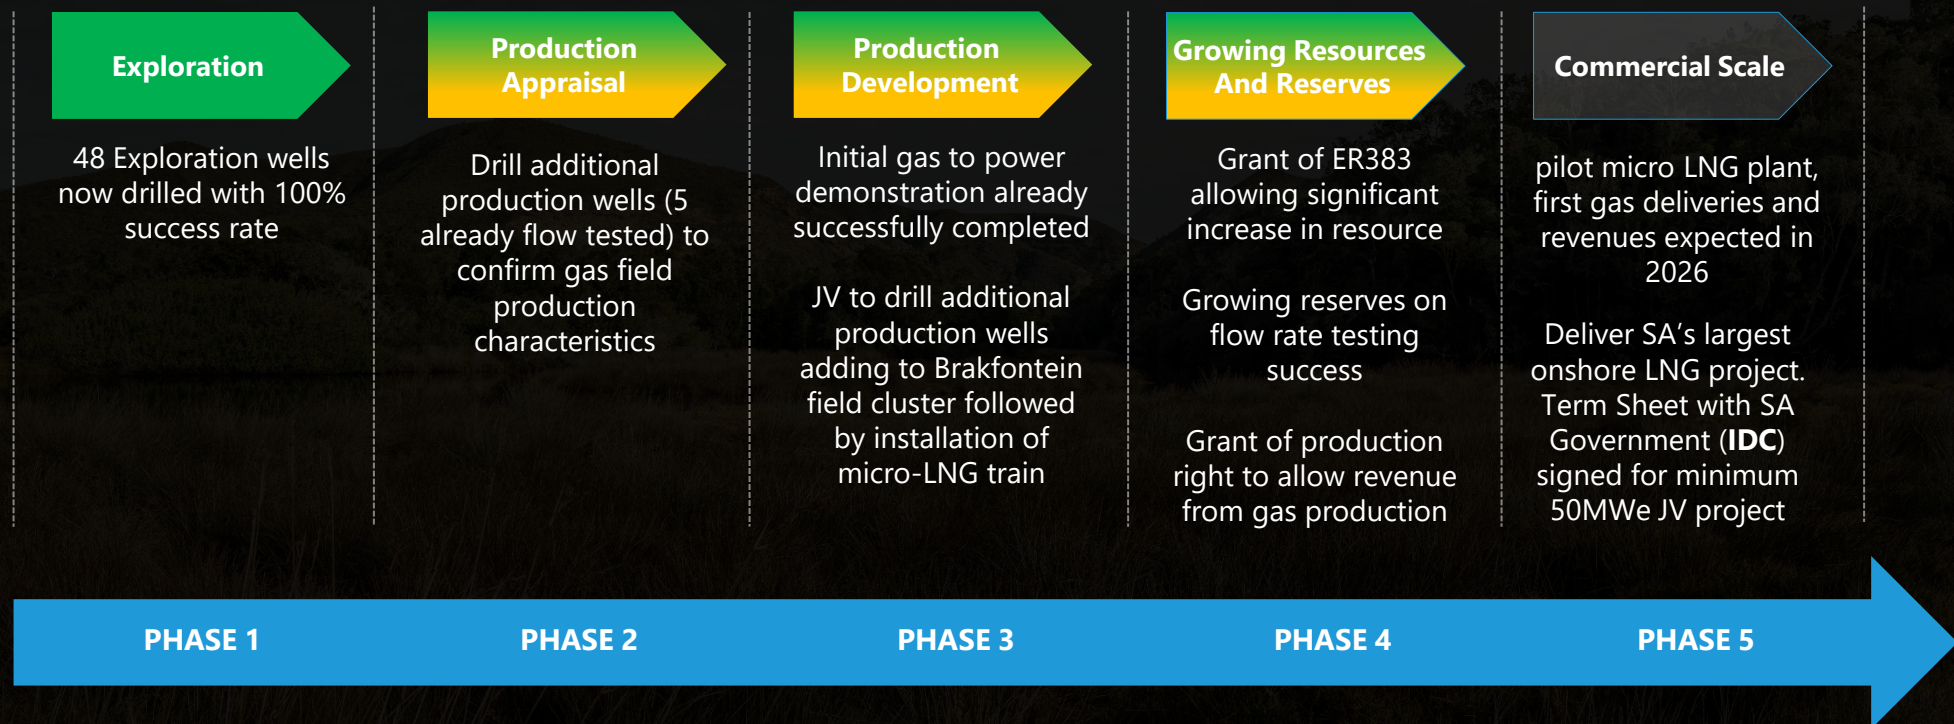 Exploration
48 Exploration wells
now drilled with 100%
success rate
Production
Appraisal
Drill additional
production wells (5
already flow tested) to
confirm gas field
production
characteristics
Production
Development
Initial gas to power
demonstration already
successfully completed
JV to drill additional
production wells
adding to Brakfontein
field cluster followed
by installation of
micro-LNG train
Growing Resources
And Reserves
Grant of ER383
allowing significant
increase in resource
Growing reserves on
flow rate testing
success
Grant of production
right to allow revenue
from gas production
Commercial Scale
pilot micro LNG plant,
first gas deliveries and
revenues expected in
2026
Deliver SA’s largest
onshore LNG project.
Term Sheet with SA
Government (IDC)
signed for minimum
50MWe JV project
PHASE 1
PHASE 2
PHASE 3
PHASE 4
PHASE 5